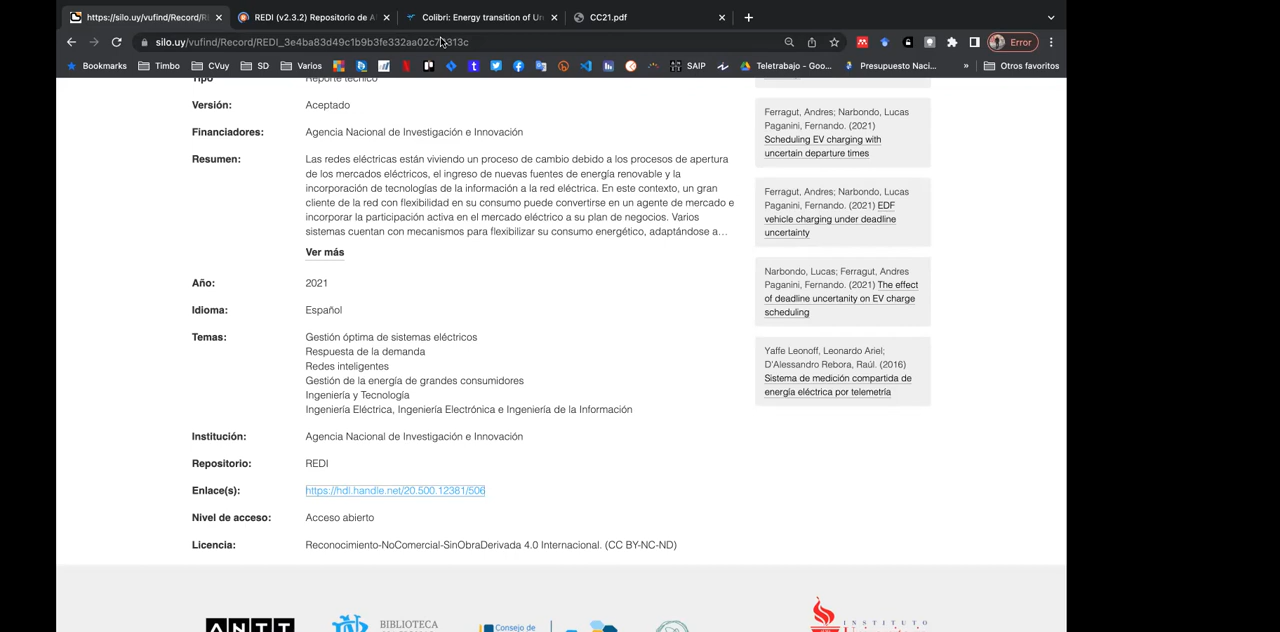 https://silo.uy/vufind/Record/R
REDI (v2.3.2) Repositorio de A
Colibri: Energy transition of Ur
CC21.pdf
silo.uy/vufind/Record/REDI_3e4ba83d49c1b9b3fe332aa02c
313c
Error
Bookmarks
Timbo
CVuy
SD
Varios
SAIP
Teletrabajo - Goo...
Presupuesto Naci...
»
Otros favoritos
Tipo
Reporte técnico
Versión:
Aceptado
Financiadores:
Agencia Nacional de Investigación e Innovación
Resumen:
Las redes eléctricas están viviendo un proceso de cambio debido a los procesos de apertura
de los mercados eléctricos, el ingreso de nuevas fuentes de energía renovable y la
incorporación de tecnologías de la información a la red eléctrica. En este contexto, un gran
cliente de la red con flexibilidad en su consumo puede convertirse en un agente de mercado e
incorporar la participación activa en el mercado eléctrico a su plan de negocios. Varios
sistemas cuentan con mecanismos para flexibilizar su consumo energético, adaptándose a...
Ver más
Año:
2021
Idioma:
Español
Temas:
Gestión óptima de sistemas eléctricos
Respuesta de la demanda
Redes inteligentes
Gestión de la energía de grandes consumidores
Ingeniería y Tecnología
Ingeniería Eléctrica, Ingeniería Electrónica e Ingeniería de la Información
Institución:
Agencia Nacional de Investigación e Innovación
Repositorio:
REDI
Enlace(s):
https://hdl.handle.net/20.500.12381/506
Nivel de acceso:
Acceso abierto
Licencia:
Reconocimiento-NoComercial-SinObraDerivada 4.0 Internacional. (CC BY-NC-ND)
Ferragut, Andres; Narbondo, Lucas
Paganini, Fernando. (2021)
Scheduling EV charging with
uncertain departure times
Ferragut, Andres; Narbondo, Lucas
Paganini, Fernando. (2021) EDF
vehicle charging under deadline
uncertainty
Narbondo, Lucas; Ferragut, Andres
Paganini, Fernando. (2021) The effect
of deadline uncertanity on EV charge
scheduling
Yaffe Leonoff, Leonardo Ariel;
D'Alessandro Rebora, Raúl. (2016)
Sistema de medición compartida de
energía eléctrica por telemetría
BIBLIOTECA
Consejo de
INSTITUTO